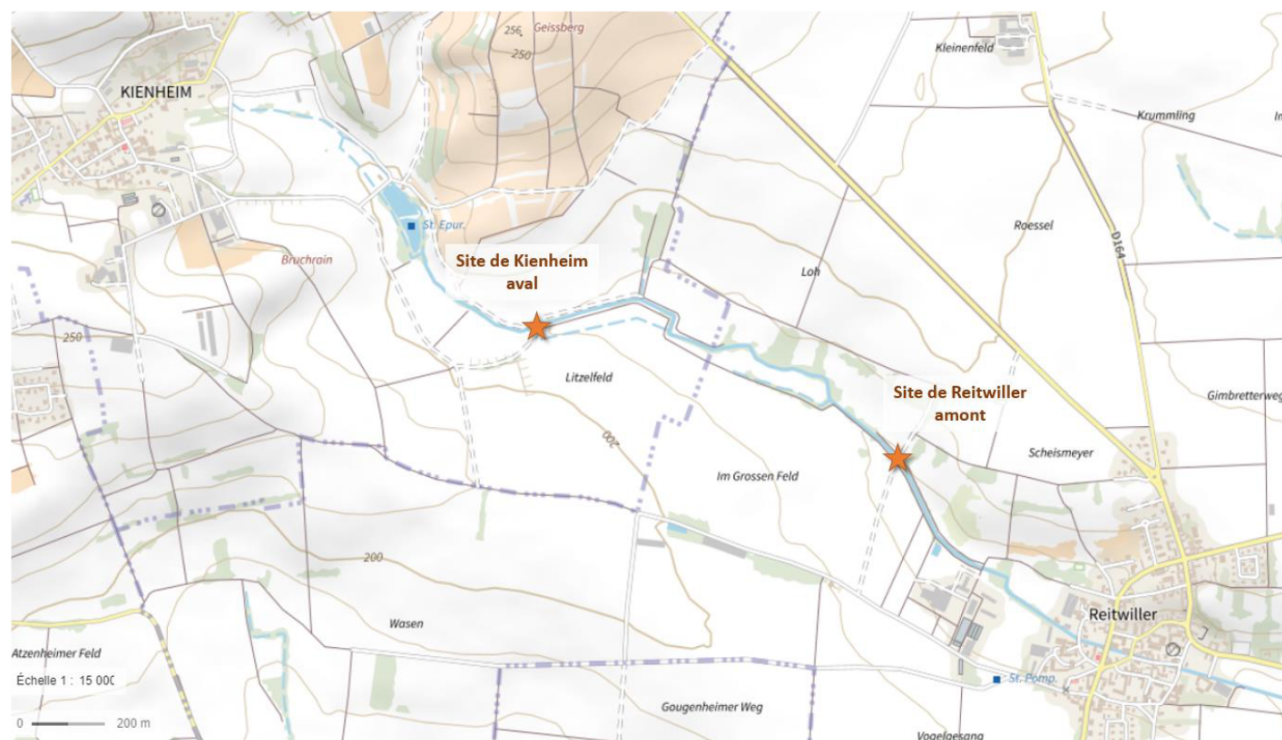 Geissberg
256
250
Kleinenfeld
KIENHEIM
Krummling
St. Epur.
Roessel
D164
Bruchrain
Site de Kienheim
aval
Loh
250
Litzelfeld
Site de Reitwiller
amont
Gimbretterweg
200
Scheismeyer
Im Grossen Feld
200
Reitwiller
Wasen
Atzenheimer Feld
Échelle 1 : 15 000
St. Pomp.
0
200 m
Gougenheimer Weg
Vogelgesang